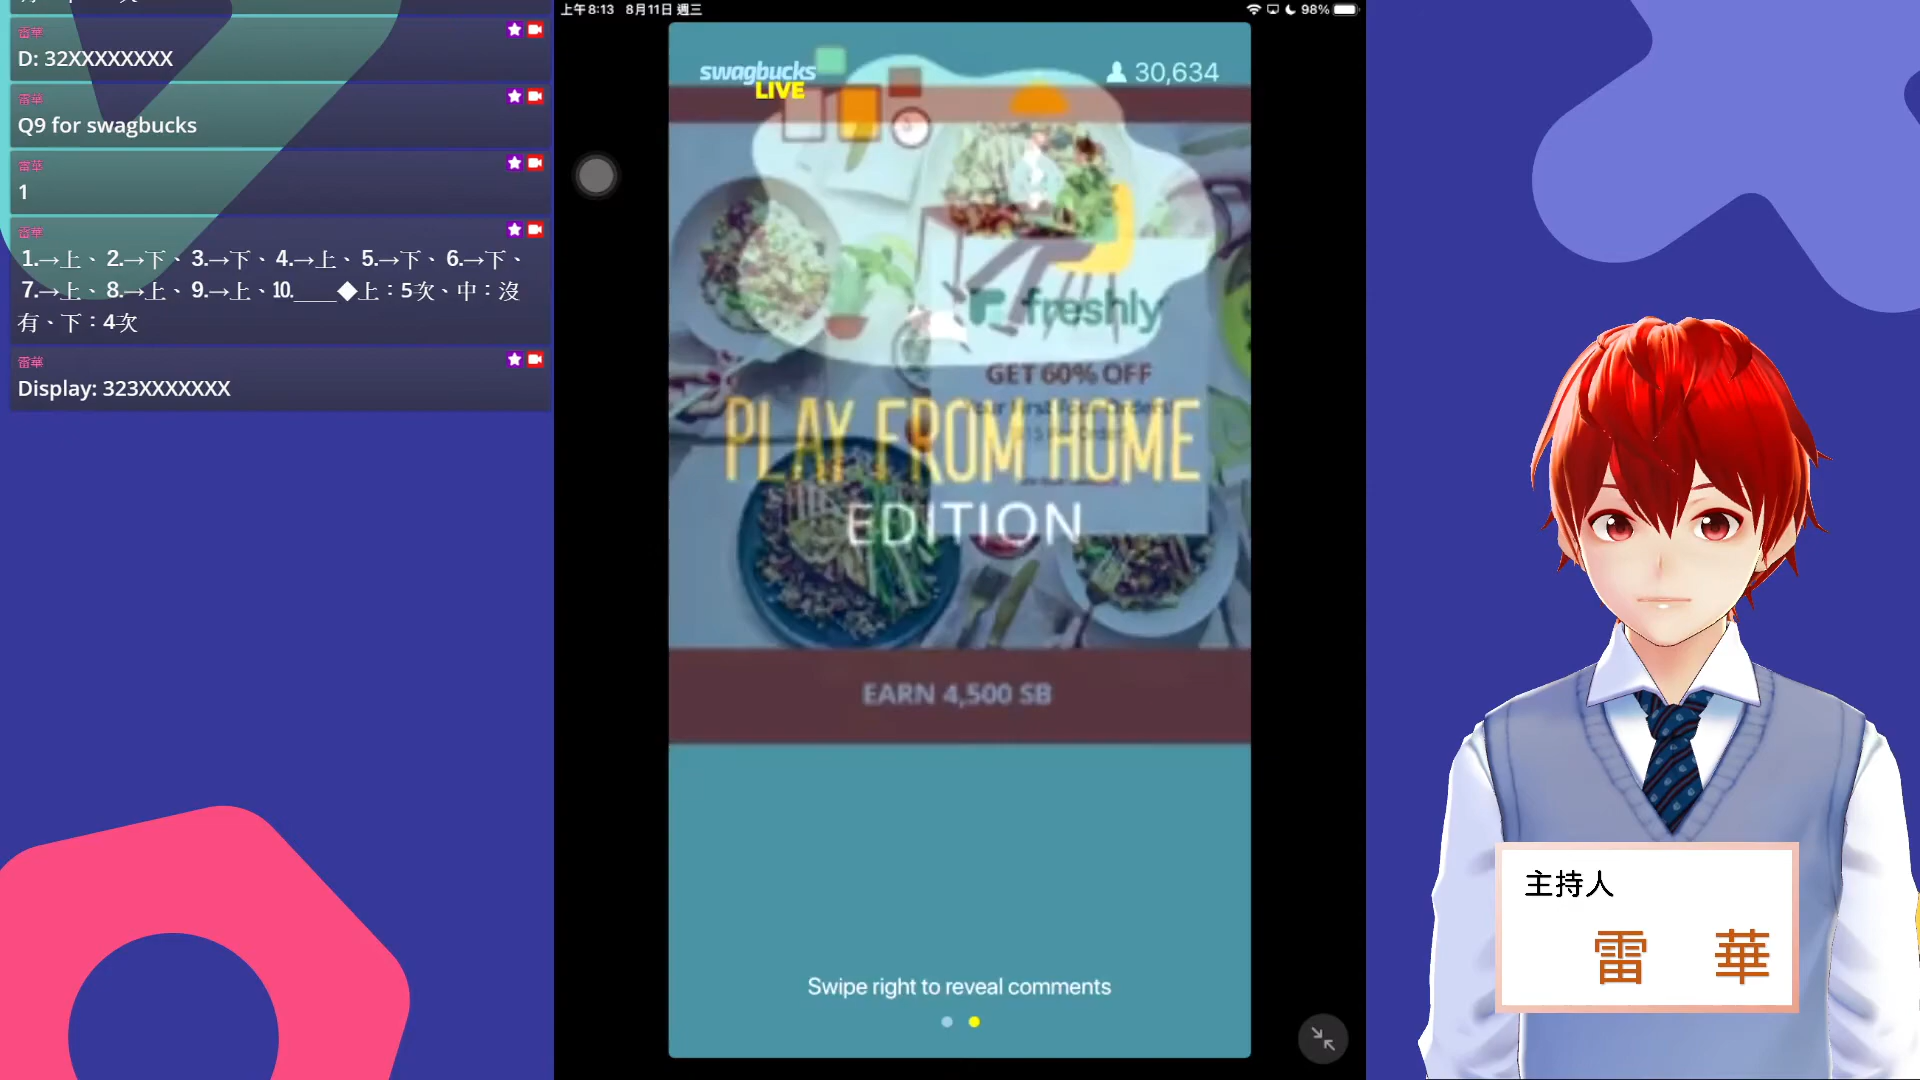 雷華
D: 32XXXXXXXX
雷華
Q9 for swagbucks
雷華
1
雷華
1.→上、2.→下、3.→下、4.→上、5.→下、6.→下、
7.→上、8.→上、9.→上、10.____◆上：5次、中：沒
有、下：4次
雷華
Display: 323XXXXXXX
上午8:13 8月11日 週三
98%
swagbucks
LIVE
30,634
freshly
GET 60% OFF
PLAY FROM HOME
EDITION
EARN 4,500 SB
Swipe right to reveal comments
主持人
雷 華